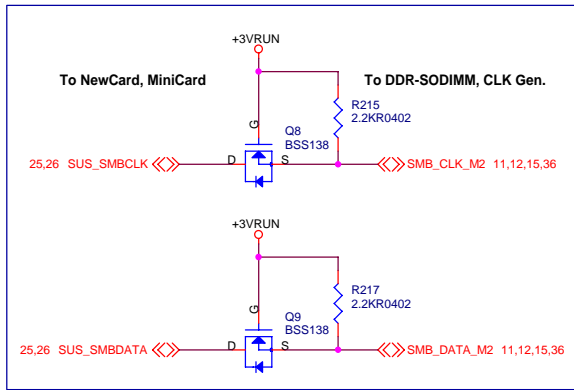 +3VRUN
To NewCard, MiniCard
To DDR-SODIMM, CLK Gen.
R215
2.2KR0402
G
Q8
BSS138
25,26 SUS_SMBCLK
D
S
SMB_CLK_M2 11,12,15,36
+3VRUN
R217
2.2KR0402
G
Q9
BSS138
25,26 SUS_SMBDATA
D
S
SMB_DATA_M2 11,12,15,36